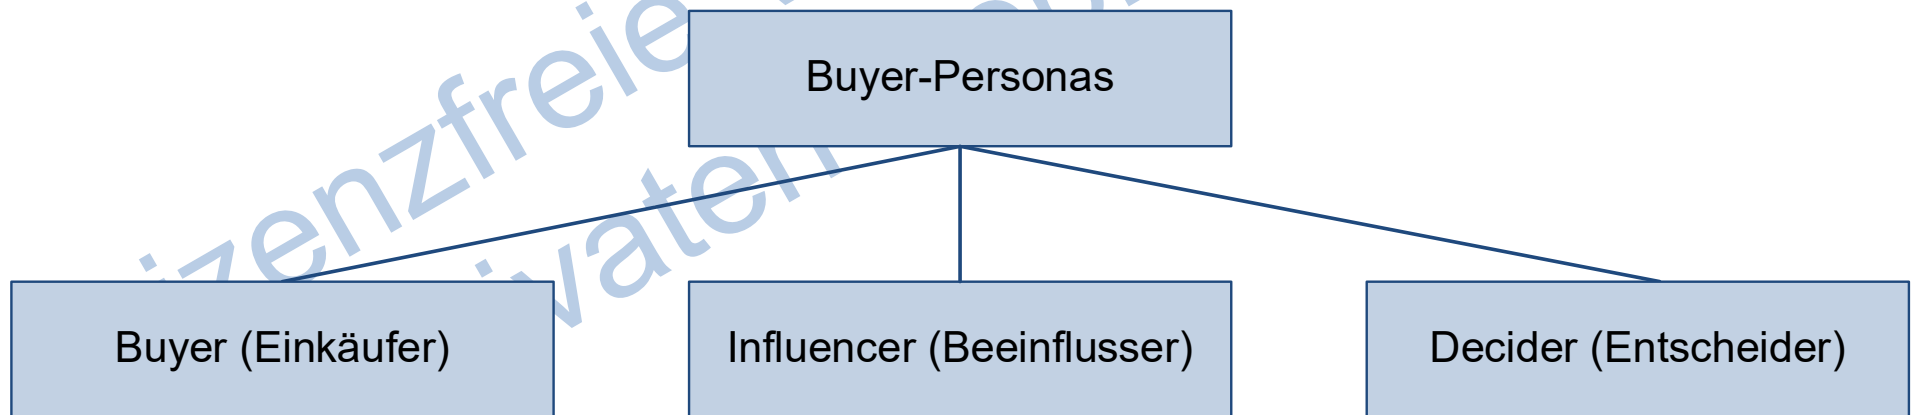 Buyer-Personas
Buyer (Einkäufer)
Influencer (Beeinflusser)
Decider (Entscheider)